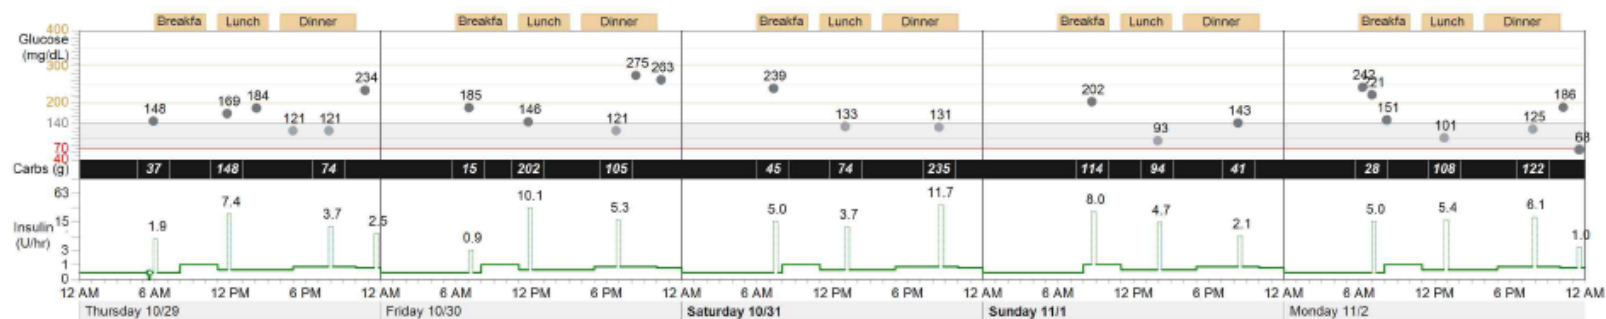 Breakfa Lunch Dinner Breakfa Lunch Dinner Breakfa Lunch Dinner Breakfa Lunch Dinner Breakfa Lunch Dinner
400
Glucose
(mg/dL)
300
200
140
70
40
148 169 184 121 121 234 185 146 121 275 263 239 133 131 202 93 143 242 221 151 101 125 186 68
Carbs (g) 37 148 74 15 202 105 45 74 235 114 94 41 28 108 122
63
15
Insulin
(U/hr)
3
1
0
1.9 7.4 3.7 2.5 0.9 10.1 5.3 5.0 3.7 11.7 8.0 4.7 2.1 5.0 5.4 6.1 1.0
12 AM 6 AM 12 PM 6 PM 12 AM 6 AM 12 PM 6 PM 12 AM 6 AM 12 PM 6 PM 12 AM 6 AM 12 PM 6 PM 12 AM 6 AM 12 PM 6 PM 12 AM
Thursday 10/29 Friday 10/30 Saturday 10/31 Sunday 11/1 Monday 11/2